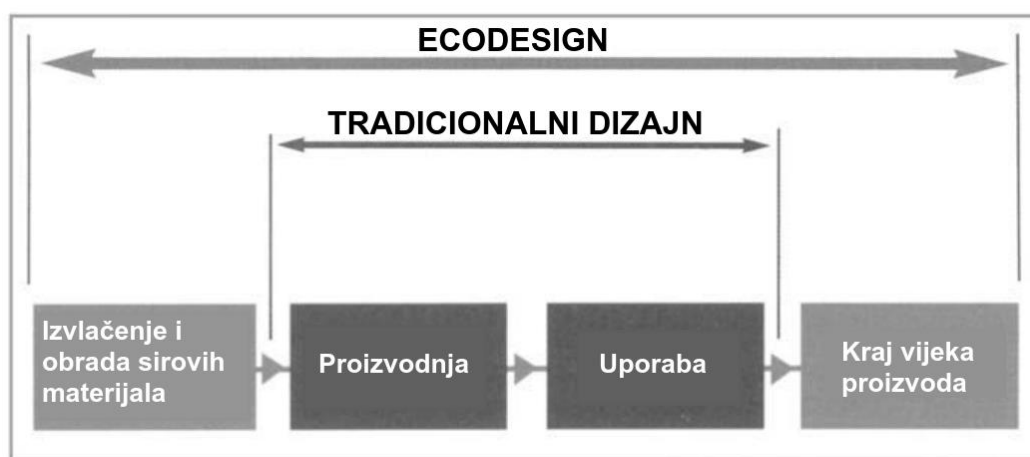 ECODESIGN
TRADICIONALNI DIZAJN
Izvlačenje i
obrada sirovih
materijala
Proizvodnja
Uporaba
Kraj vijeka
proizvoda